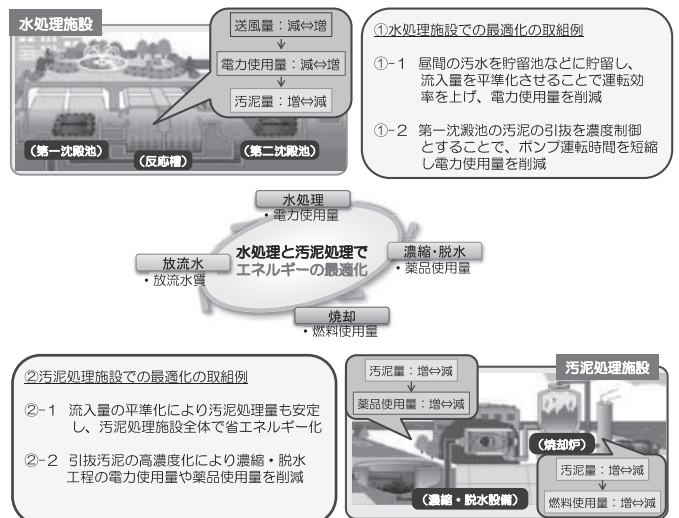 水処理施設
送風量：減⇔増
↓
電力使用量：減⇔増
↓
汚泥量：増⇔減
(第一沈殿池)
(反応槽)
(第二沈殿池)
①水処理施設での最適化の取組例
①-1 昼間の汚水を貯留池などに貯留し、
流入量を平準化させることで運転効
率を上げ、電力使用量を削減
①-2 第一沈殿池の汚泥の引抜を濃度制御
とすることで、ポンプ運転時間を短縮
し電力使用量を削減
水処理
・電力使用量
放流水
・放流水質
水処理と汚泥処理で
エネルギーの最適化
濃縮・脱水
・薬品使用量
焼却
・燃料使用量
②汚泥処理施設での最適化の取組例
②-1 流入量の平準化により汚泥処理量も安定
し、汚泥処理施設全体で省エネルギー化
②-2 引抜汚泥の高濃度化により濃縮・脱水
工程の電力使用量や薬品使用量を削減
汚泥処理施設
汚泥量：増⇔減
↓
薬品使用量：増⇔減
(焼却炉)
(濃縮・脱水設備)
汚泥量：増⇔減
↓
燃料使用量：増⇔減